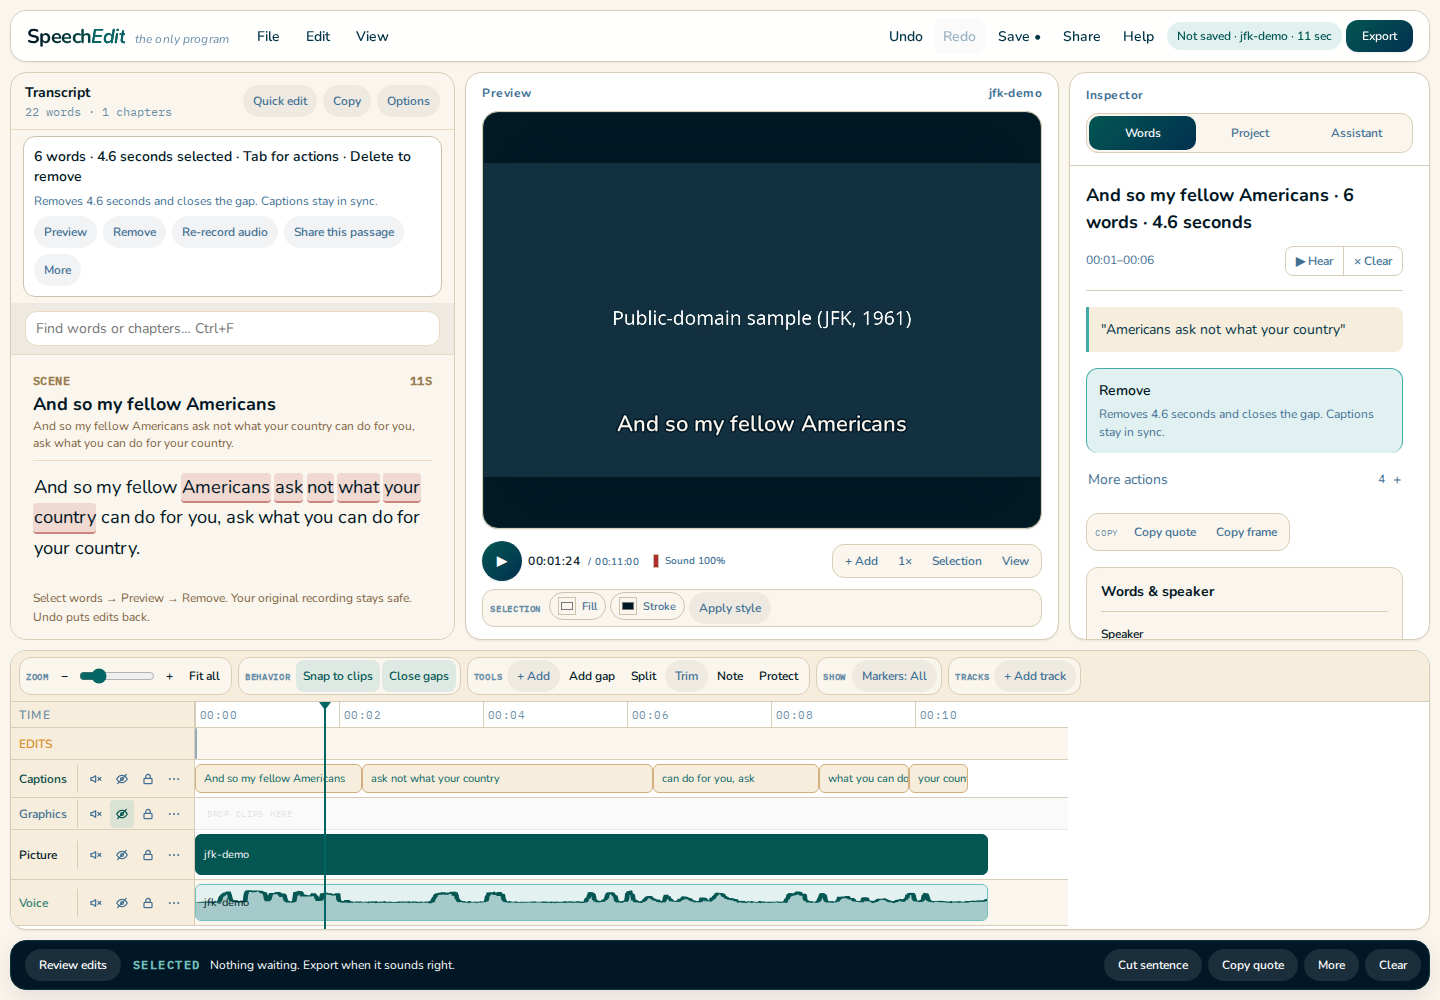 SpeechEdit the only program File Edit View Undo Redo Save • Share Help Not saved · jfk-demo · 11 sec Export
Transcript
22 words · 1 chapters
Quick edit Copy Options
6 words · 4.6 seconds selected · Tab for actions · Delete to
remove
Removes 4.6 seconds and closes the gap. Captions stay in sync.
Preview Remove Re-record audio Share this passage
More
Find words or chapters... Ctrl+F
SCENE 11S
And so my fellow Americans
And so my fellow Americans ask not what your country can do for you,
ask what you can do for your country.
And so my fellow Americans ask not what your
country can do for you, ask what you can do for
your country.
Select words → Preview → Remove. Your original recording stays safe.
Undo puts edits back.
Preview jfk-demo
Public-domain sample (JFK, 1961)
And so my fellow Americans
▶ 00:01:24 / 00:11:00 Sound 100% + Add 1× Selection View
SELECTION Fill Stroke Apply style
Inspector
Words Project Assistant
And so my fellow Americans · 6
words · 4.6 seconds
00:01–00:06 ▶ Hear × Clear
"Americans ask not what your country"
Remove
Removes 4.6 seconds and closes the gap. Captions
stay in sync.
More actions 4 +
COPY Copy quote Copy frame
Words & speaker
Speaker
ZOOM − + Fit all BEHAVIOR Snap to clips Close gaps TOOLS + Add Add gap Split Trim Note Protect SHOW Markers: All TRACKS + Add track
TIME 00:00 00:02 00:04 00:06 00:08 00:10
EDITS
Captions ··· And so my fellow Americans ask not what your country can do for you, ask what you can do your coun
Graphics ··· DROP CLIPS HERE
Picture ··· jfk-demo
Voice ··· jfk-demo
Review edits SELECTED Nothing waiting. Export when it sounds right. Cut sentence Copy quote More Clear